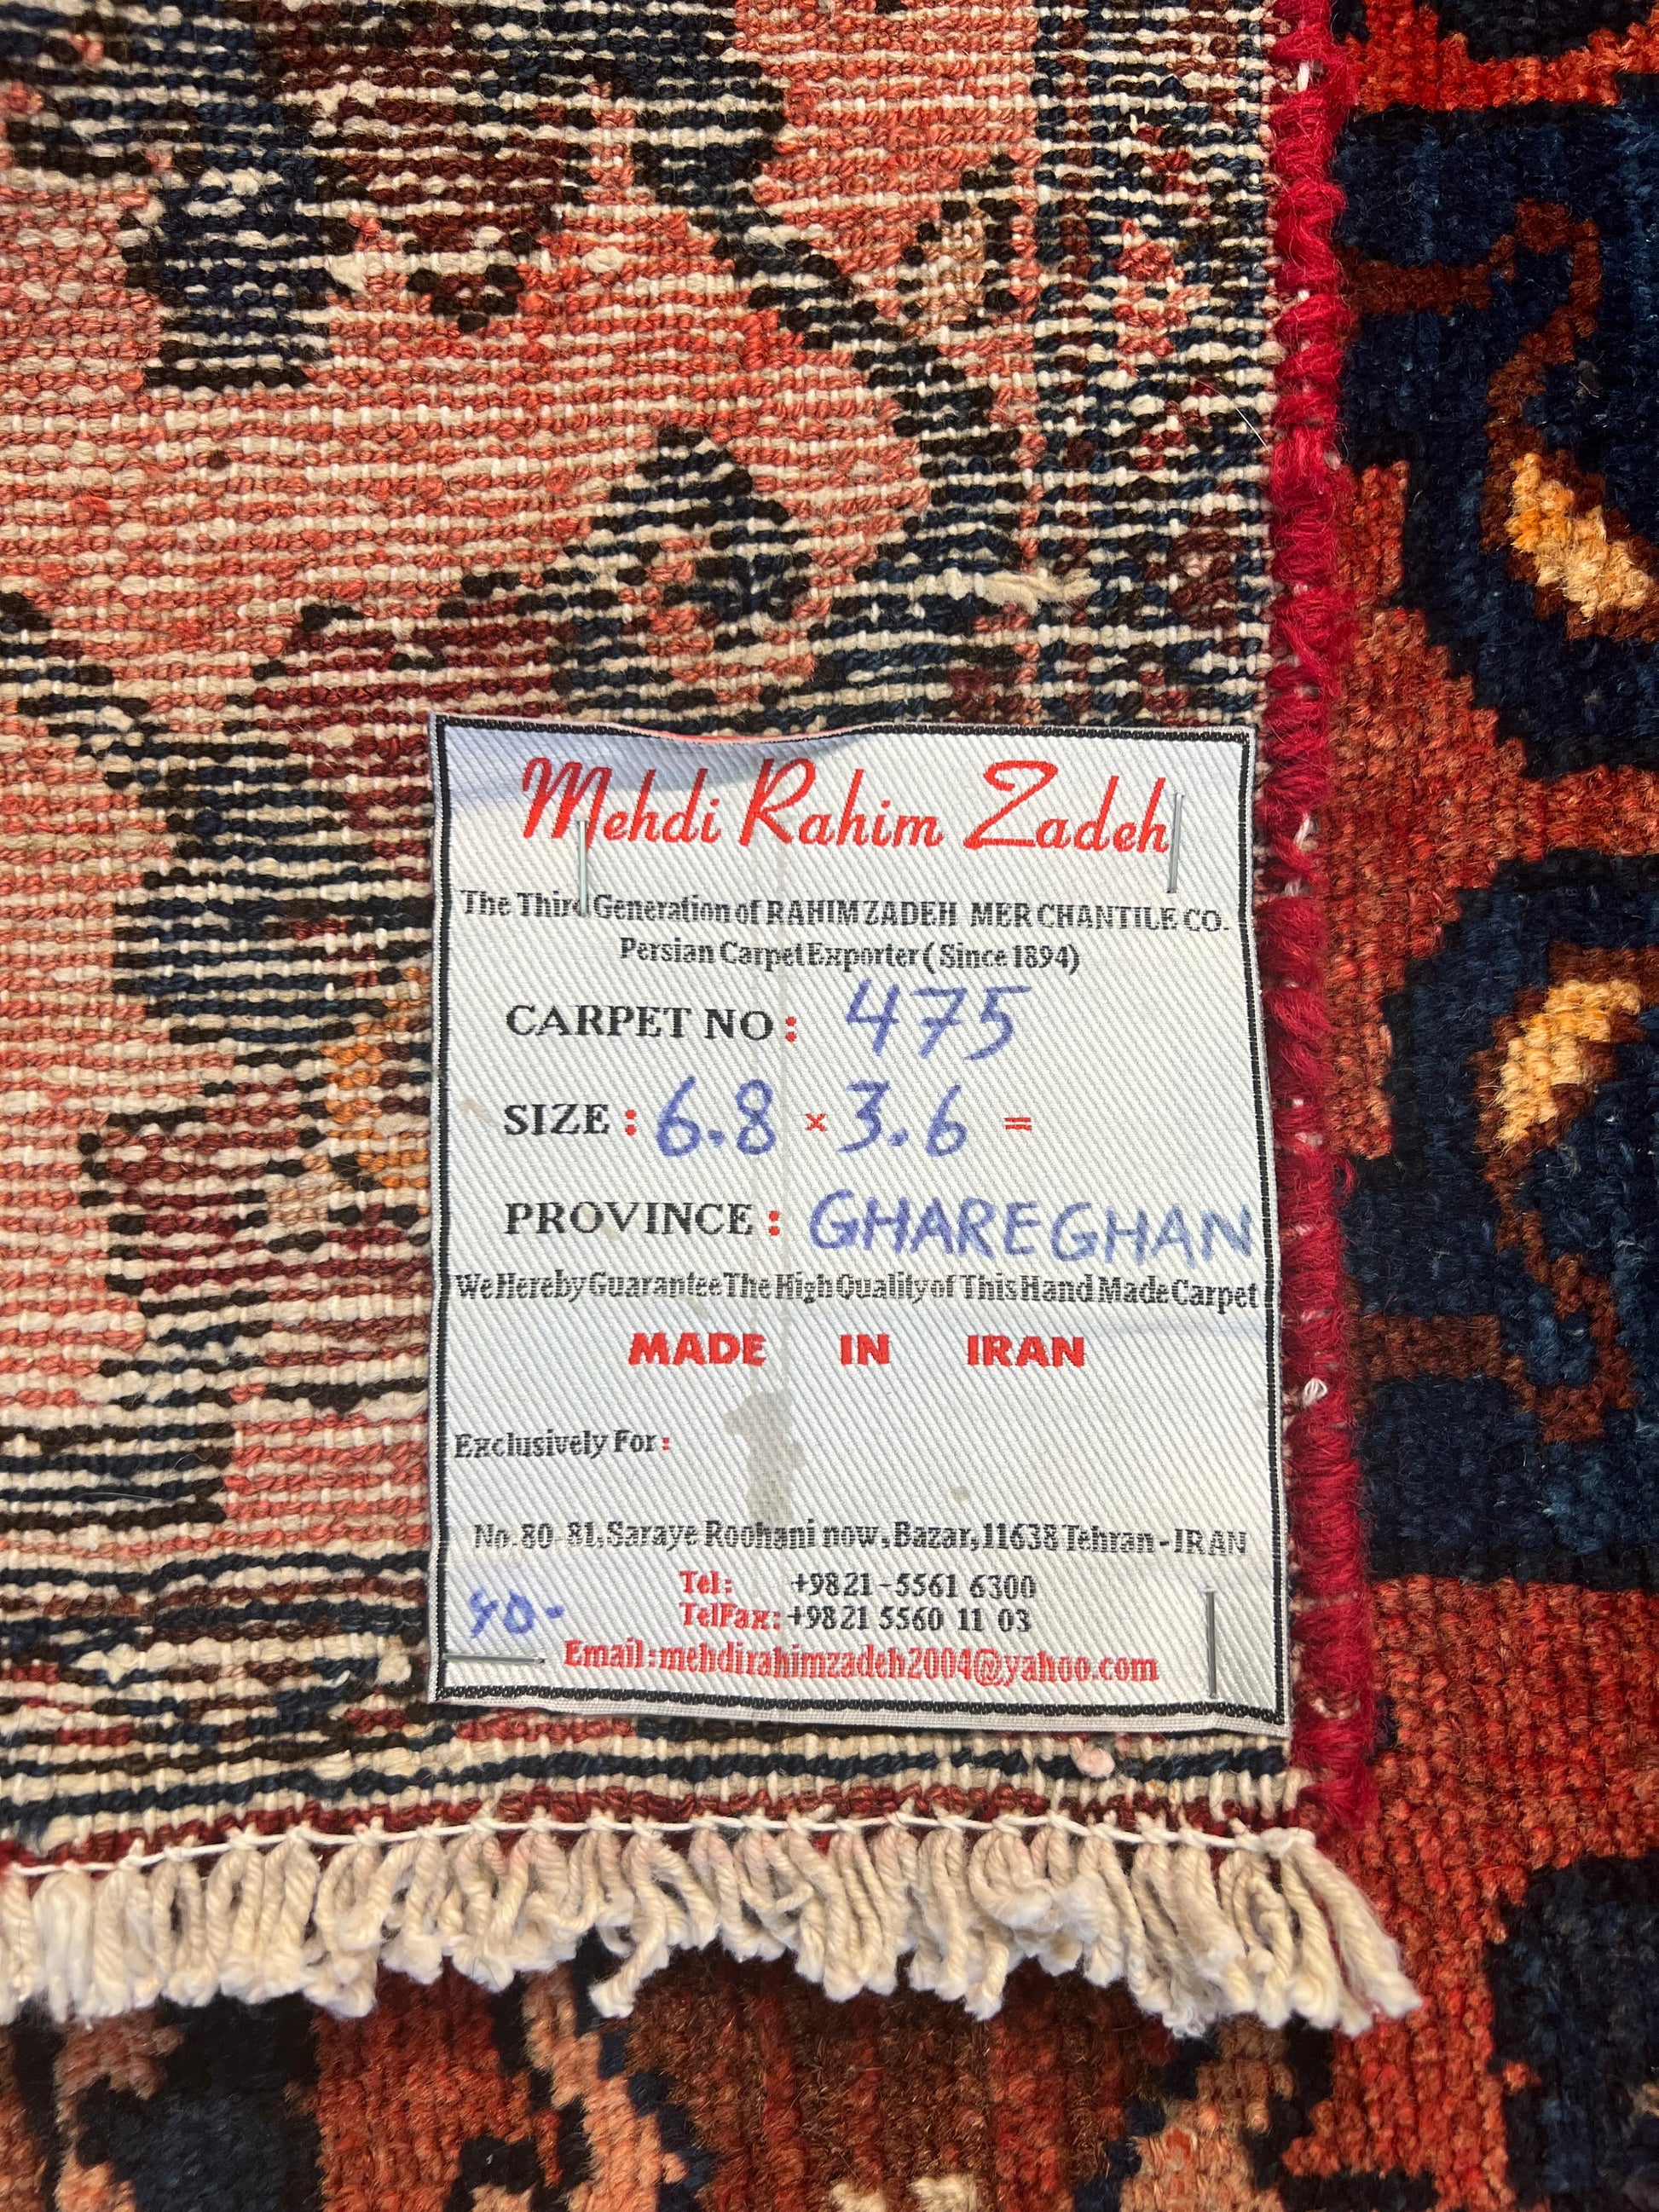 Mehdi Rahim Zadeh
The Third Generation of RAHIMZADEH MERCHANTILE CO.
Persian Carpet Exporter ( Since 1894)
CARPET NO : 475
SIZE : 6.8 × 3.6 =
PROVINCE : GHAREGHAN
We Hereby Guarantee The High Quality of This Hand Made Carpet
MADE IN IRAN
Exclusively For :
No. 80-81, Saraye Roohani now, Bazar, 11638 Tehran - IRAN
Tel: +9821-5561 6300
TelFax: +9821 5560 11 03
Email:mehdirahimzadeh2004@yahoo.com